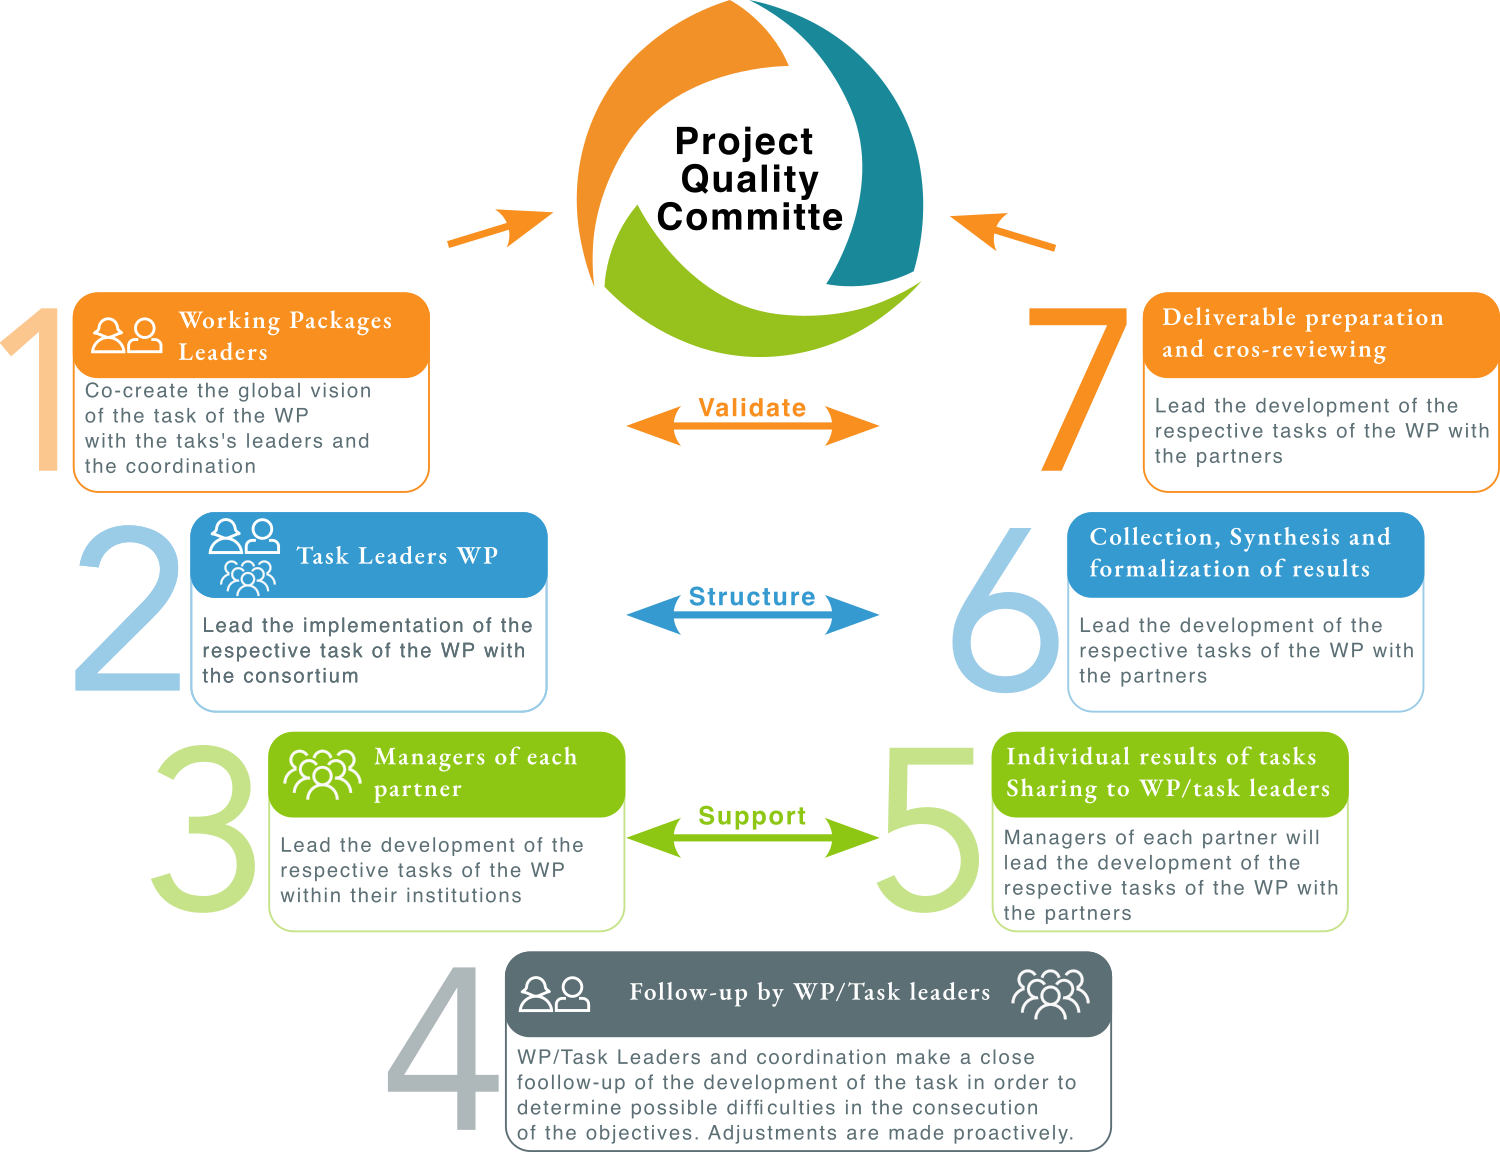 Project
Quality
Committe
1
Working Packages
Leaders
Co-create the global vision
of the task of the WP
with the taks's leaders and
the coordination
Validate
7
Deliverable preparation
and cros-reviewing
Lead the development of the
respective tasks of the WP with
the partners
2
Task Leaders WP
Lead the implementation of the
respective task of the WP with
the consortium
Structure
6
Collection, Synthesis and
formalization of results
Lead the development of the
respective tasks of the WP with
the partners
3
Managers of each
partner
Lead the development of the
respective tasks of the WP
within their institutions
Support
5
Individual results of tasks
Sharing to WP/task leaders
Managers of each partner will
lead the development of the
respective tasks of the WP with
the partners
4
Follow-up by WP/Task leaders
WP/Task Leaders and coordination make a close
foollow-up of the development of the task in order to
determine possible difficulties in the consecution
of the objectives. Adjustments are made proactively.